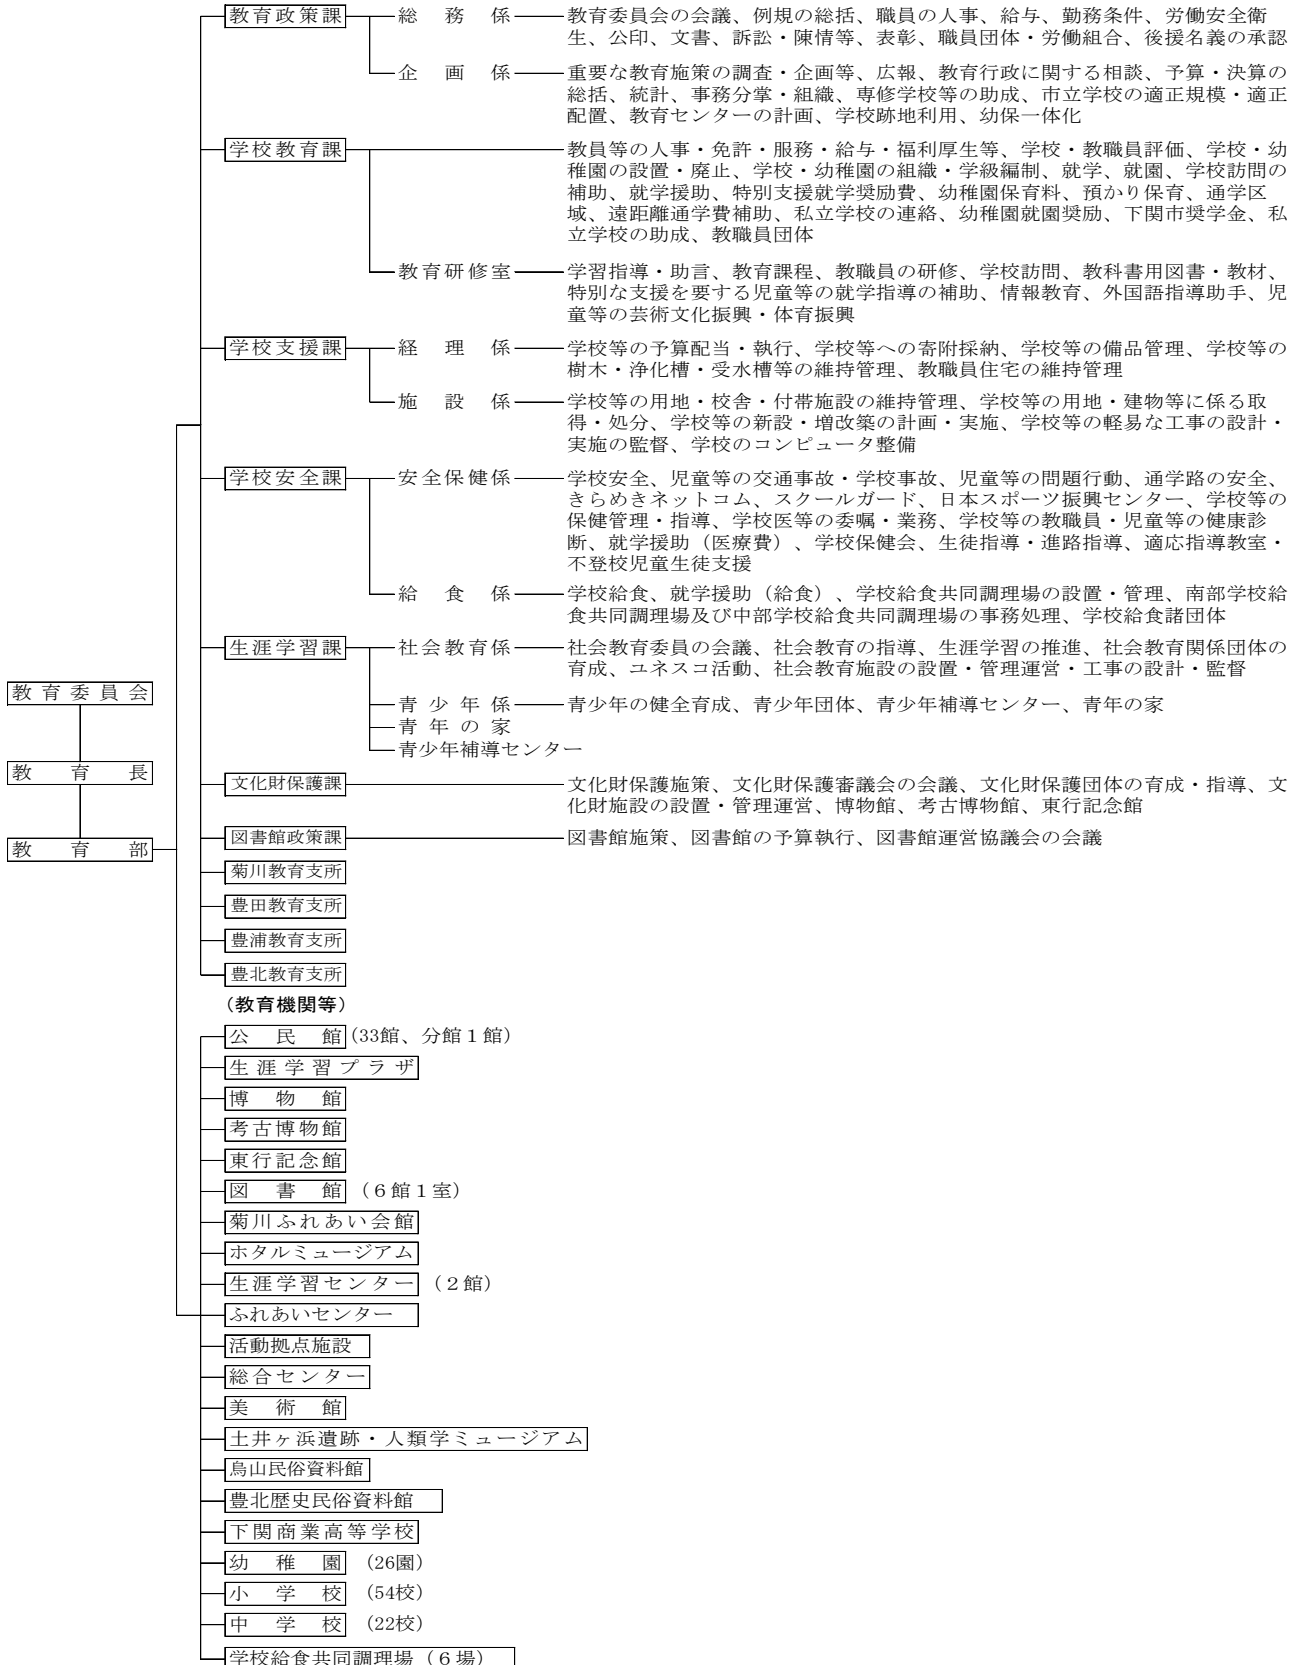 教育政策課
総務係
教育委員会の会議、例規の総括、職員の人事、給与、勤務条件、労働安全衛
生、公印、文書、訴訟・陳情等、表彰、職員団体・労働組合、後援名義の承認
企画係
重要な教育施策の調査・企画等、広報、教育行政に関する相談、予算・決算の
総括、統計、事務分掌・組織、専修学校等の助成、市立学校の適正規模・適正
配置、教育センターの計画、学校跡地利用、幼保一体化
学校教育課
教員等の人事・免許・服務・給与・福利厚生等、学校・教職員評価、学校・幼
稚園の設置・廃止、学校・幼稚園の組織・学級編制、就学、就園、学校訪問の
補助、就学援助、特別支援就学奨励費、幼稚園保育料、預かり保育、通学区
域、遠距離通学費補助、私立学校の連絡、幼稚園就園奨励、下関市奨学金、私
立学校の助成、教職員団体
教育研修室
学習指導・助言、教育課程、教職員の研修、学校訪問、教科書用図書・教材、
特別な支援を要する児童等の就学指導の補助、情報教育、外国語指導助手、児
童等の芸術文化振興・体育振興
学校支援課
経理係
学校等の予算配当・執行、学校等への寄附採納、学校等の備品管理、学校等の
樹木・浄化槽・受水槽等の維持管理、教職員住宅の維持管理
施設係
学校等の用地・校舎・付帯施設の維持管理、学校等の用地・建物等に係る取
得・処分、学校等の新設・増改築の計画・実施、学校等の軽易な工事の設計・
実施の監督、学校のコンピュータ整備
学校安全課
安全保健係
学校安全、児童等の交通事故・学校事故、児童等の問題行動、通学路の安全、
きらめきネットコム、スクールガード、日本スポーツ振興センター、学校等の
保健管理・指導、学校医等の委嘱・業務、学校等の教職員・児童等の健康診
断、就学援助（医療費）、学校保健会、生徒指導・進路指導、適応指導教室・
不登校児童生徒支援
給食係
学校給食、就学援助（給食）、学校給食共同調理場の設置・管理、南部学校給
食共同調理場及び中部学校給食共同調理場の事務処理、学校給食諸団体
生涯学習課
社会教育係
社会教育委員の会議、社会教育の指導、生涯学習の推進、社会教育関係団体の
育成、ユネスコ活動、社会教育施設の設置・管理運営・工事の設計・監督
教育委員会
青少年係
青少年の健全育成、青少年団体、青少年補導センター、青年の家
青年の家
青少年補導センター
教育長
文化財保護課
文化財保護施策、文化財保護審議会の会議、文化財保護団体の育成・指導、文
化財施設の設置・管理運営、博物館、考古博物館、東行記念館
教育部
図書館政策課
図書館施策、図書館の予算執行、図書館運営協議会の会議
菊川教育支所
豊田教育支所
豊浦教育支所
豊北教育支所
（教育機関等）
公民館（33館、分館１館）
生涯学習プラザ
博物館
考古博物館
東行記念館
図書館（６館１室）
菊川ふれあい会館
ホタルミュージアム
生涯学習センター（２館）
ふれあいセンター
活動拠点施設
総合センター
美術館
土井ヶ浜遺跡・人類学ミュージアム
烏山民俗資料館
豊北歴史民俗資料館
下関商業高等学校
幼稚園（26園）
小学校（54校）
中学校（22校）
学校給食共同調理場（６場）